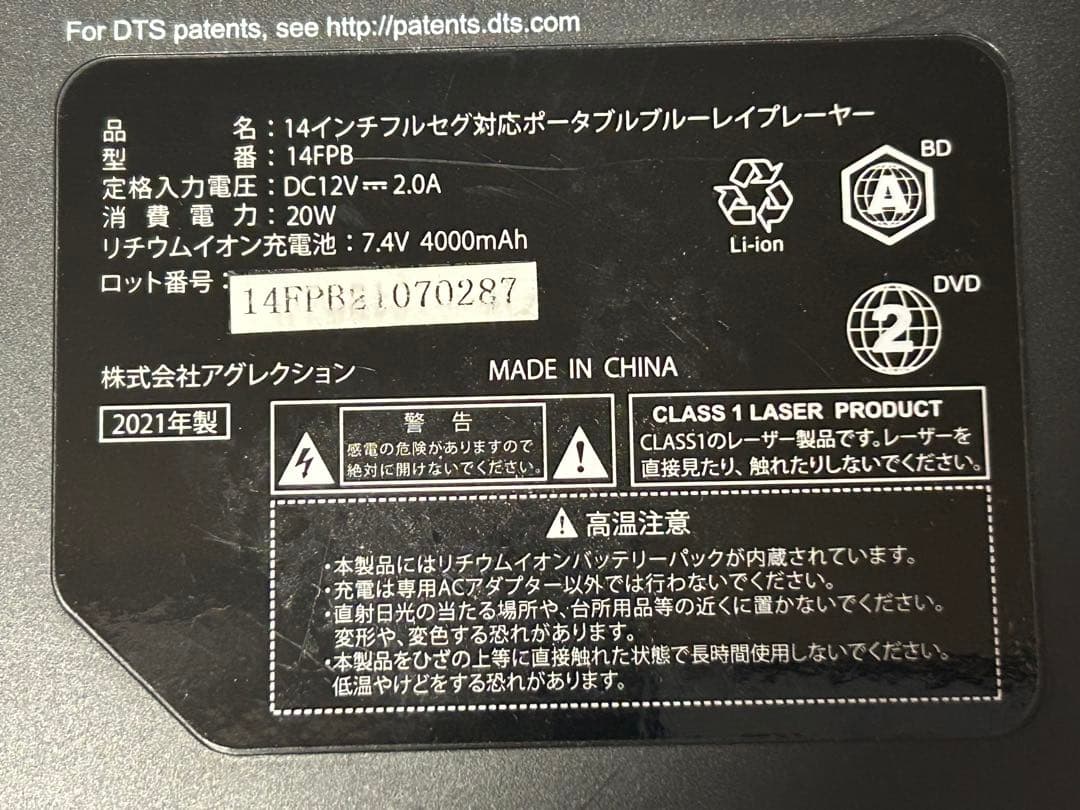 For DTS patents, see http://patents.dts.com
品名：14インチフルセグ対応ポータブルブルーレイプレーヤー
型番：14FPB
定格入力電圧：DC12V⎓2.0A
消費電力：20W
リチウムイオン充電池：7.4V 4000mAh
ロット番号：14FPB21070287
Li-ion
A
BD
2
DVD
株式会社アグレクション
MADE IN CHINA
2021年製
警告
感電の危険がありますので
絶対に開けないでください。
CLASS 1 LASER PRODUCT
CLASS1のレーザー製品です。レーザーを
直接見たり、触れたりしないでください。
高温注意
・本製品にはリチウムイオンバッテリーパックが内蔵されています。
・充電は専用ACアダプター以外では行わないでください。
・直射日光の当たる場所や、台所用品等の近くに置かないでください。
変形や、変色する恐れがあります。
・本製品をひざの上等に直接触れた状態で長時間使用しないでください。
低温やけどをする恐れがあります。